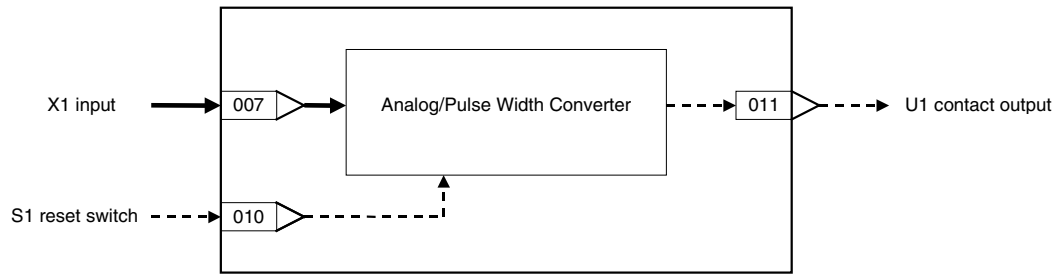 X1 input
007
Analog/Pulse Width Converter
011
U1 contact output
S1 reset switch
010